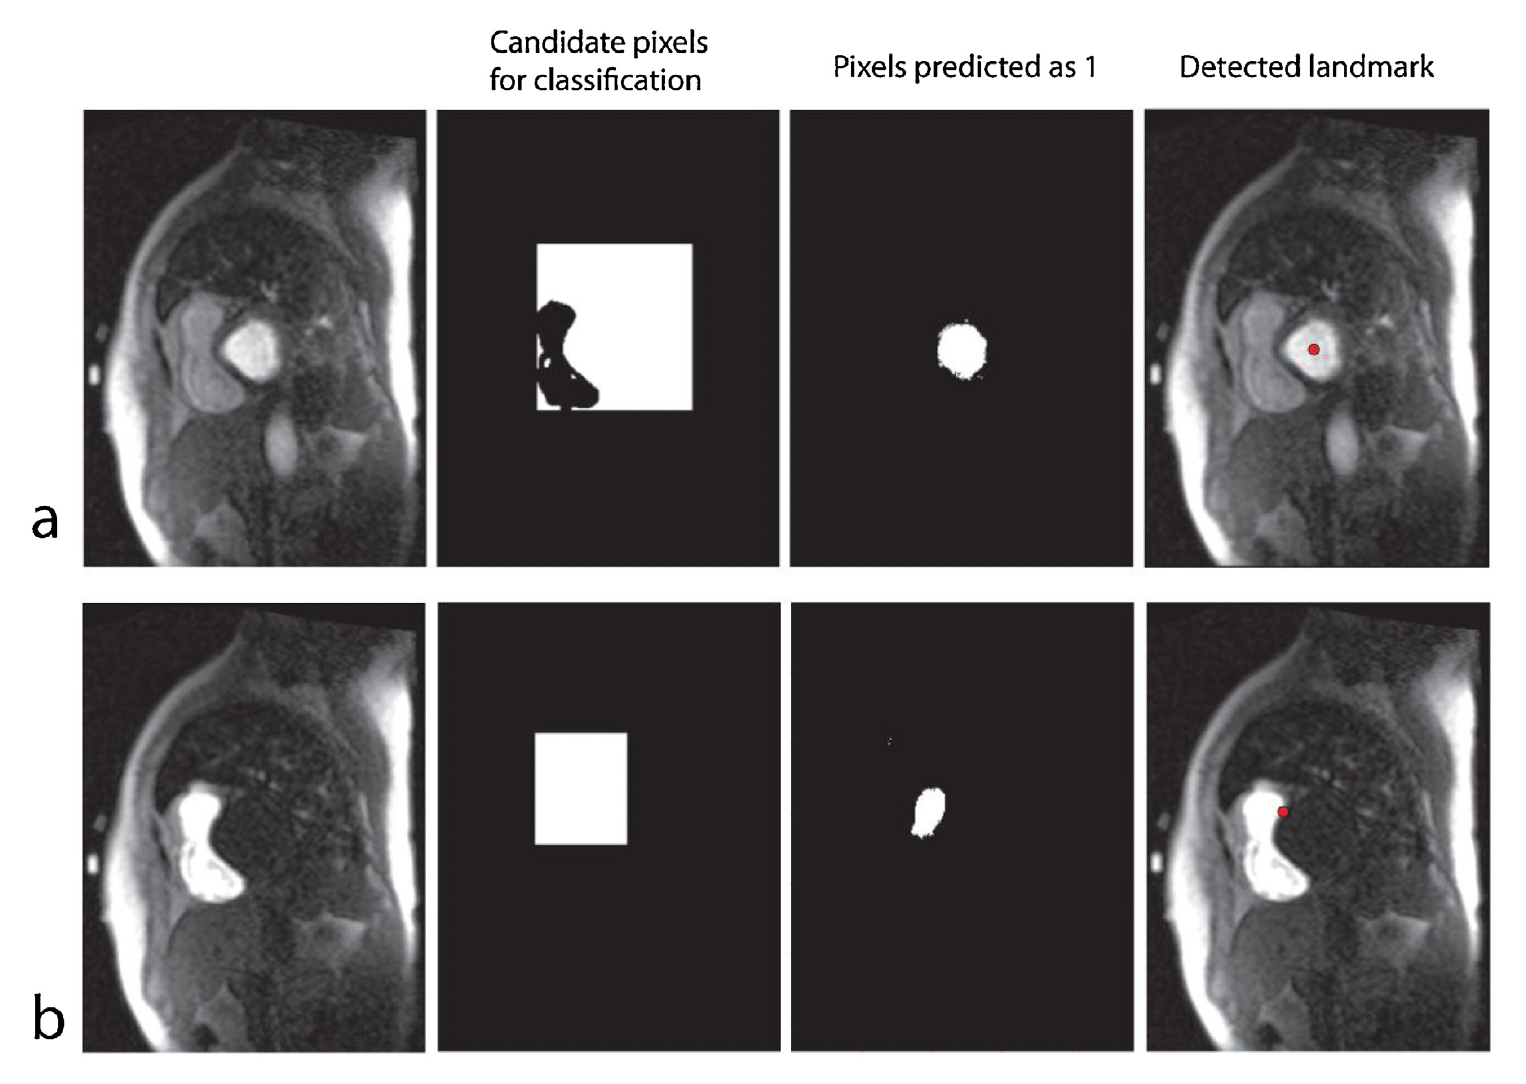 Candidate pixels
for classification
Pixels predicted as 1
Detected landmark
a
b